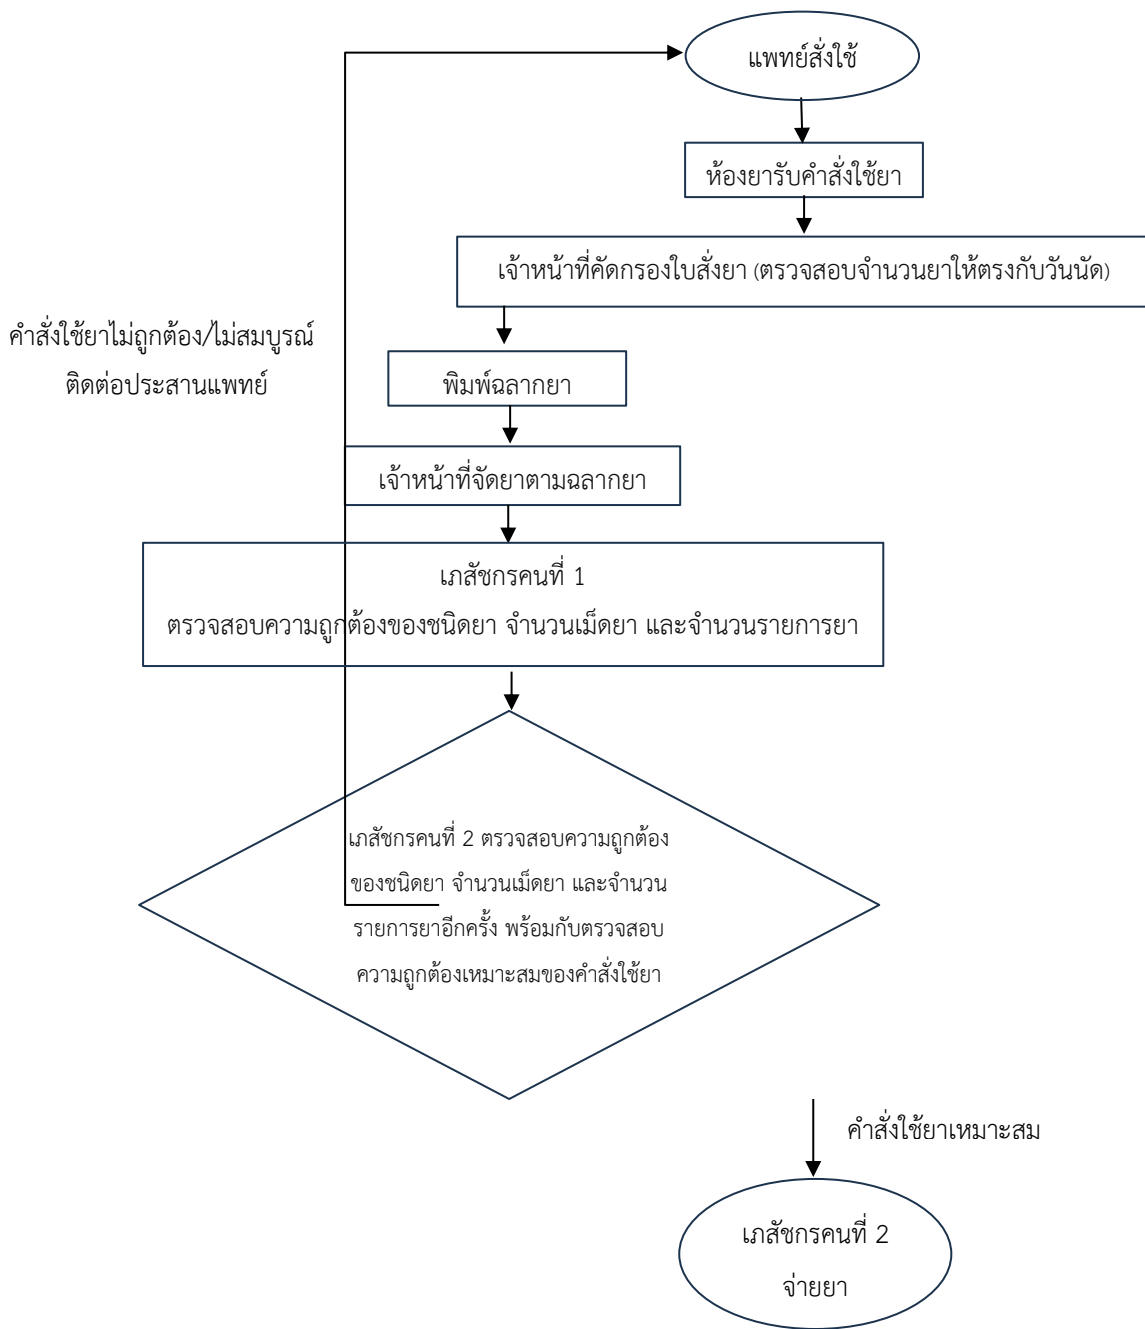 แพทย์สั่งใช้
ห้องยารับคำสั่งใช้ยา
เจ้าหน้าที่คัดกรองใบสั่งยา (ตรวจสอบจำนวนยาให้ตรงกับวันนัด)
คำสั่งใช้ยาไม่ถูกต้อง/ไม่สมบูรณ์
ติดต่อประสานแพทย์
พิมพ์ฉลากยา
เจ้าหน้าที่จัดยาตามฉลากยา
เภสัชกรคนที่ 1
ตรวจสอบความถูกต้องของชนิดยา จำนวนเม็ดยา และจำนวนรายการยา
เภสัชกรคนที่ 2 ตรวจสอบความถูกต้อง
ของชนิดยา จำนวนเม็ดยา และจำนวน
รายการยาอีกครั้ง พร้อมกับตรวจสอบ
ความถูกต้องเหมาะสมของคำสั่งใช้ยา
คำสั่งใช้ยาเหมาะสม
เภสัชกรคนที่ 2
จ่ายยา